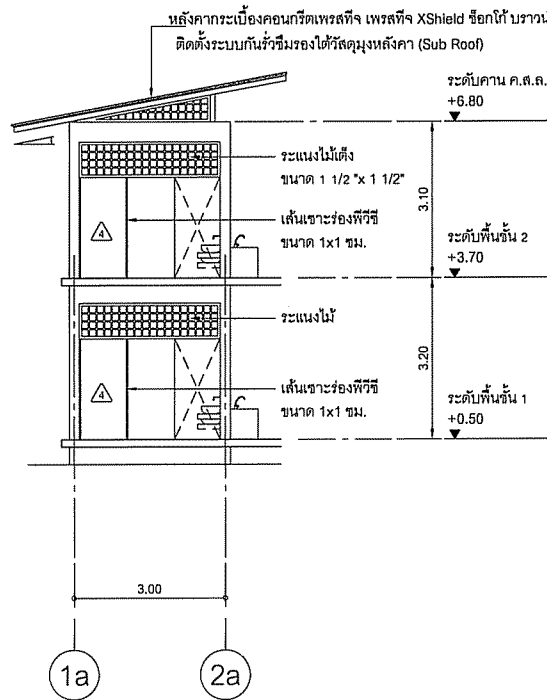 หลังคากระเบื้องคอนกรีตเพรสทีจ เพรสทีจ XShield ช็อกโก้ บราวน์
ติดตั้งระบบกันรั่วซึมรองใต้วัสดุมุงหลังคา (Sub Roof)
ระดับคาน ค.ส.ล.
+6.80
ระแนงไม้เต็ง
ขนาด 1 1/2 "x 1 1/2"
3.10
เส้นเซาะร่องพีวีซี
ขนาด 1x1 ซม.
4
ระดับพื้นชั้น 2
+3.70
ระแนงไม้
3.20
เส้นเซาะร่องพีวีซี
ขนาด 1x1 ซม.
4
ระดับพื้นชั้น 1
+0.50
3.00
1a
2a